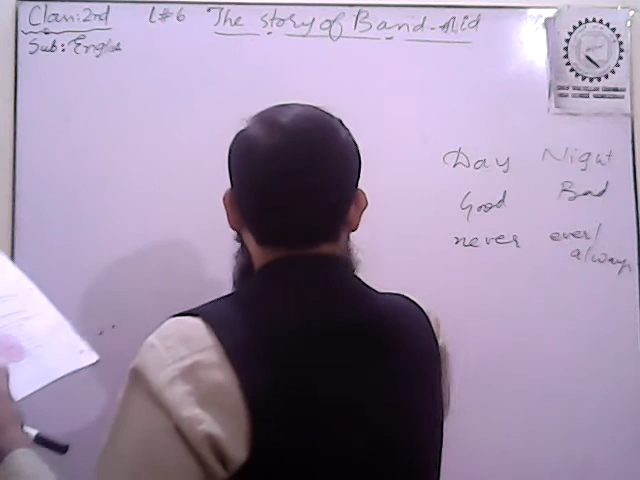 Class: 2nd L#6 The story of Band-Aid
Sub: English
Day Night
Good Bad
never ever/
always